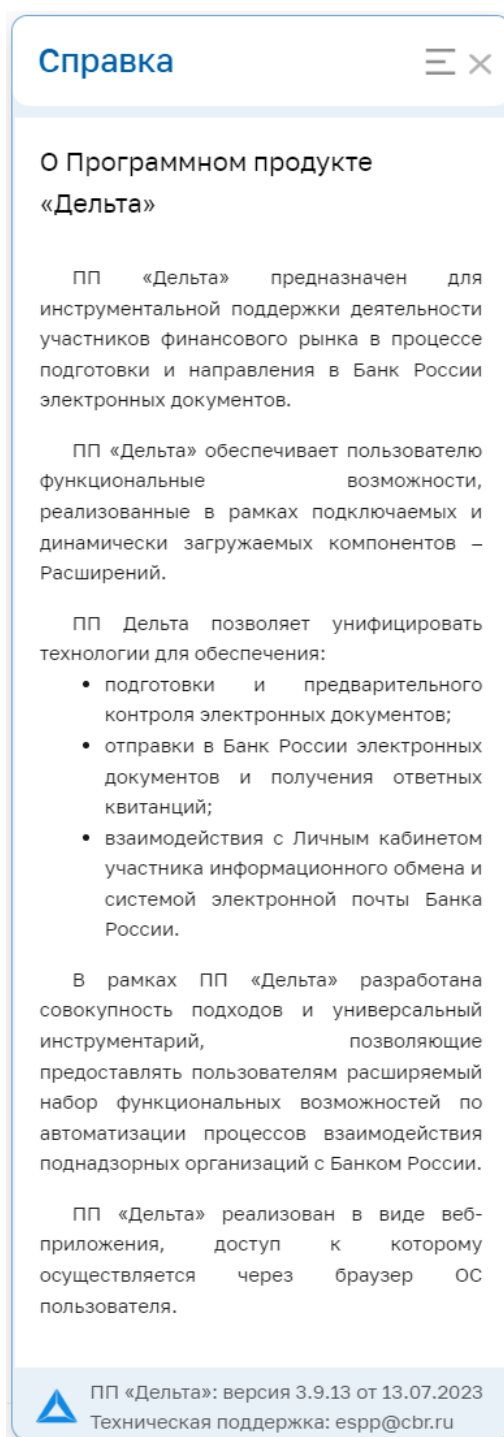 Справка
О Программном продукте
«Дельта»
ПП «Дельта» предназначен для
инструментальной поддержки деятельности
участников финансового рынка в процессе
подготовки и направления в Банк России
электронных документов.
ПП «Дельта» обеспечивает пользователю
функциональные возможности,
реализованные в рамках подключаемых и
динамически загружаемых компонентов –
Расширений.
ПП Дельта позволяет унифицировать
технологии для обеспечения:
• подготовки и предварительного
контроля электронных документов;
• отправки в Банк России электронных
документов и получения ответных
квитанций;
• взаимодействия с Личным кабинетом
участника информационного обмена и
системой электронной почты Банка
России.
В рамках ПП «Дельта» разработана
совокупность подходов и универсальный
инструментарий, позволяющие
предоставлять пользователям расширяемый
набор функциональных возможностей по
автоматизации процессов взаимодействия
поднадзорных организаций с Банком России.
ПП «Дельта» реализован в виде веб-
приложения, доступ к которому
осуществляется через браузер ОС
пользователя.
ПП «Дельта»: версия 3.9.13 от 13.07.2023
Техническая поддержка: espp@cbr.ru